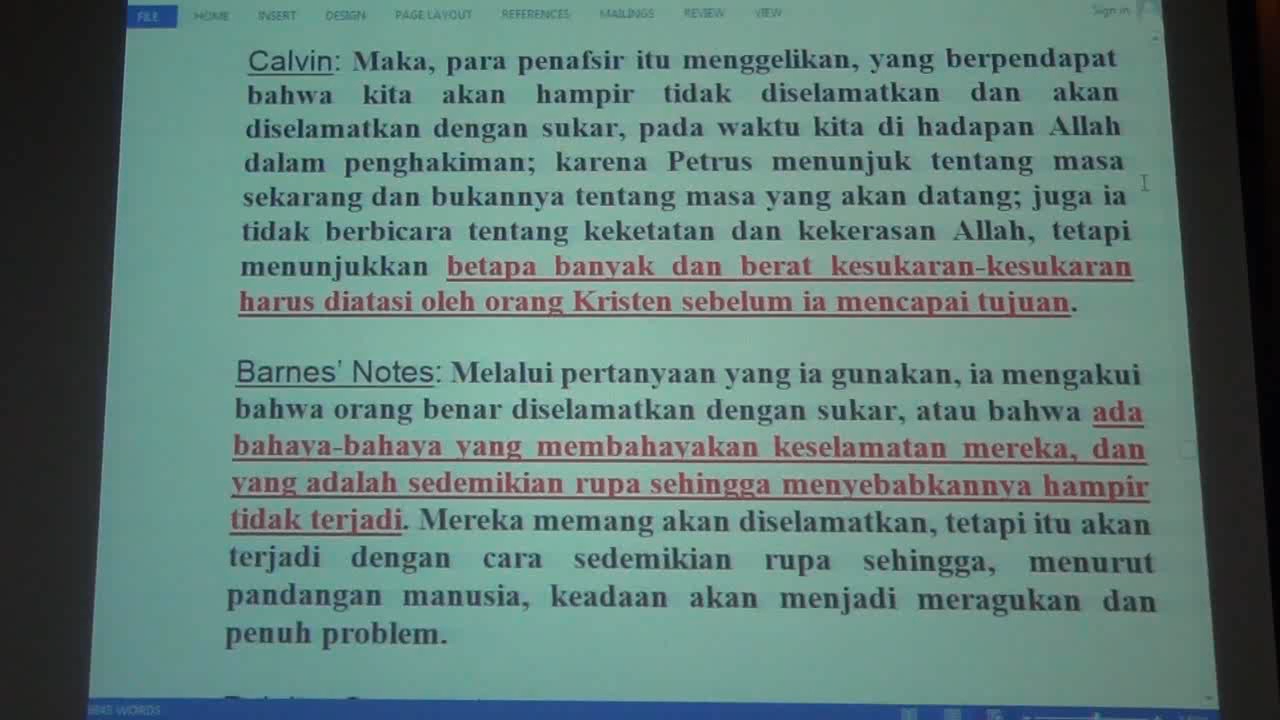 FILE HOME INSERT DESIGN PAGE LAYOUT REFERENCES MAILINGS REVIEW VIEW Sign in
Calvin: Maka, para penafsir itu menggelikan, yang berpendapat
bahwa kita akan hampir tidak diselamatkan dan akan
diselamatkan dengan sukar, pada waktu kita di hadapan Allah
dalam penghakiman; karena Petrus menunjuk tentang masa
sekarang dan bukannya tentang masa yang akan datang; juga ia
tidak berbicara tentang keketatan dan kekerasan Allah, tetapi
menunjukkan betapa banyak dan berat kesukaran-kesukaran
harus diatasi oleh orang Kristen sebelum ia mencapai tujuan.
Barnes' Notes: Melalui pertanyaan yang ia gunakan, ia mengakui
bahwa orang benar diselamatkan dengan sukar, atau bahwa ada
bahaya-bahaya yang membahayakan keselamatan mereka, dan
yang adalah sedemikian rupa sehingga menyebabkannya hampir
tidak terjadi. Mereka memang akan diselamatkan, tetapi itu akan
terjadi dengan cara sedemikian rupa sehingga, menurut
pandangan manusia, keadaan akan menjadi meragukan dan
penuh problem.
WORDS